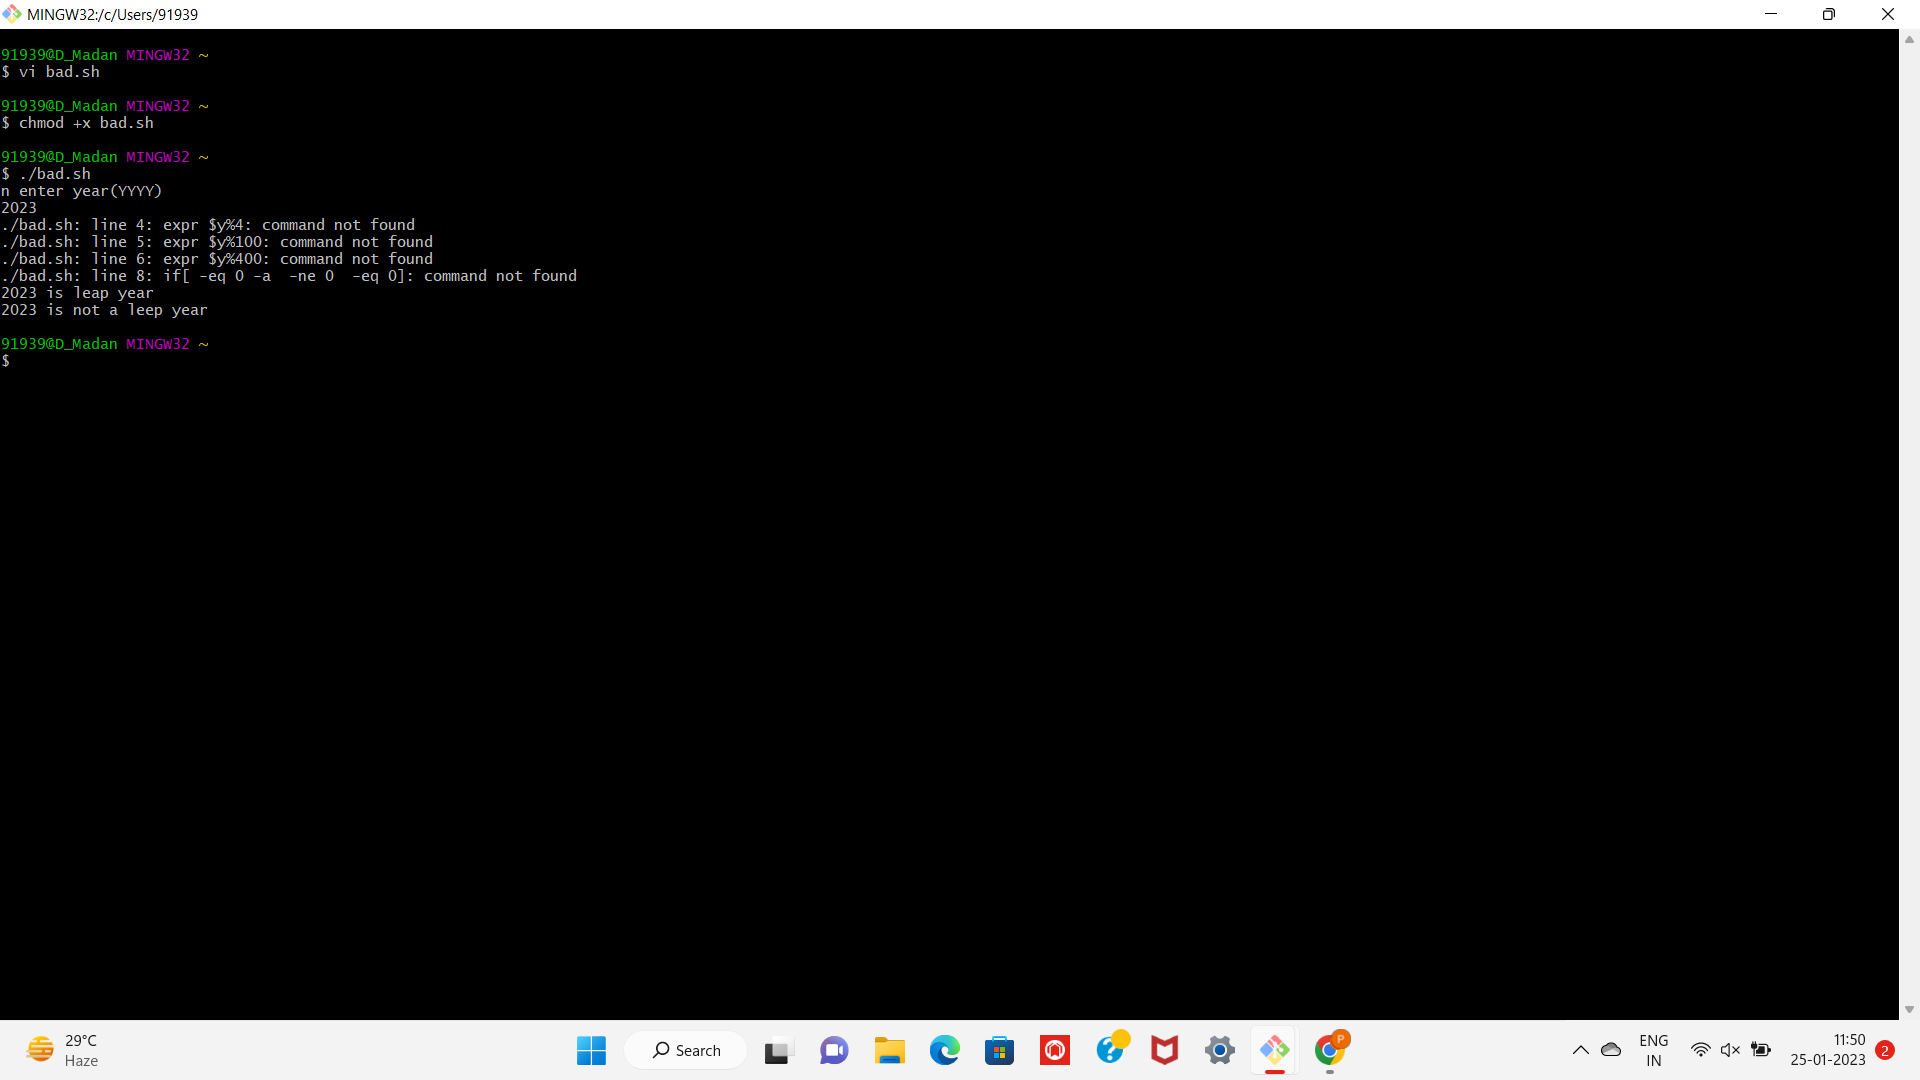 MINGW32:/c/Users/91939
91939@D_Madan MINGW32 ~
$ vi bad.sh
91939@D_Madan MINGW32 ~
$ chmod +x bad.sh
91939@D_Madan MINGW32 ~
$ ./bad.sh
n enter year(YYYY)
2023
./bad.sh: line 4: expr $y%4: command not found
./bad.sh: line 5: expr $y%100: command not found
./bad.sh: line 6: expr $y%400: command not found
./bad.sh: line 8: if[ -eq 0 -a  -ne 0  -eq 0]: command not found
2023 is leap year
2023 is not a leep year
91939@D_Madan MINGW32 ~
$
29°C
Haze
Search
P
ENG
IN
11:50
25-01-2023
2